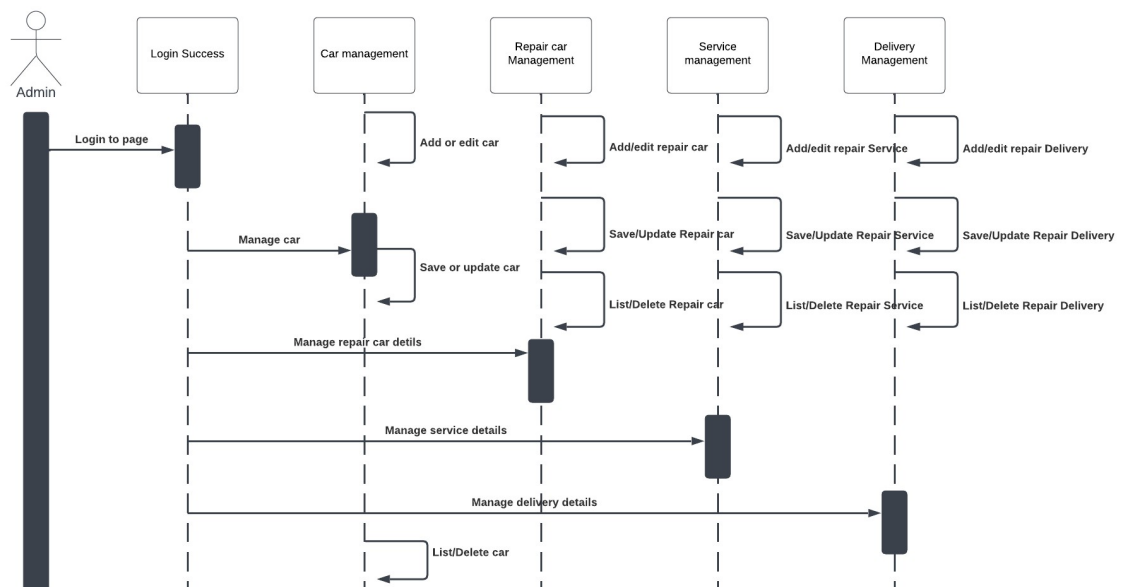 Login Success
Car management
Repair car
Management
Service
management
Delivery
Management
Admin
Login to page
Add or edit car
Add/edit repair car
Add/edit repair Service
Add/edit repair Delivery
Manage car
Save or update car
Save/Update Repair car
Save/Update Repair Service
Save/Update Repair Delivery
List/Delete Repair car
List/Delete Repair Service
List/Delete Repair Delivery
Manage repair car detils
Manage service details
Manage delivery details
List/Delete car